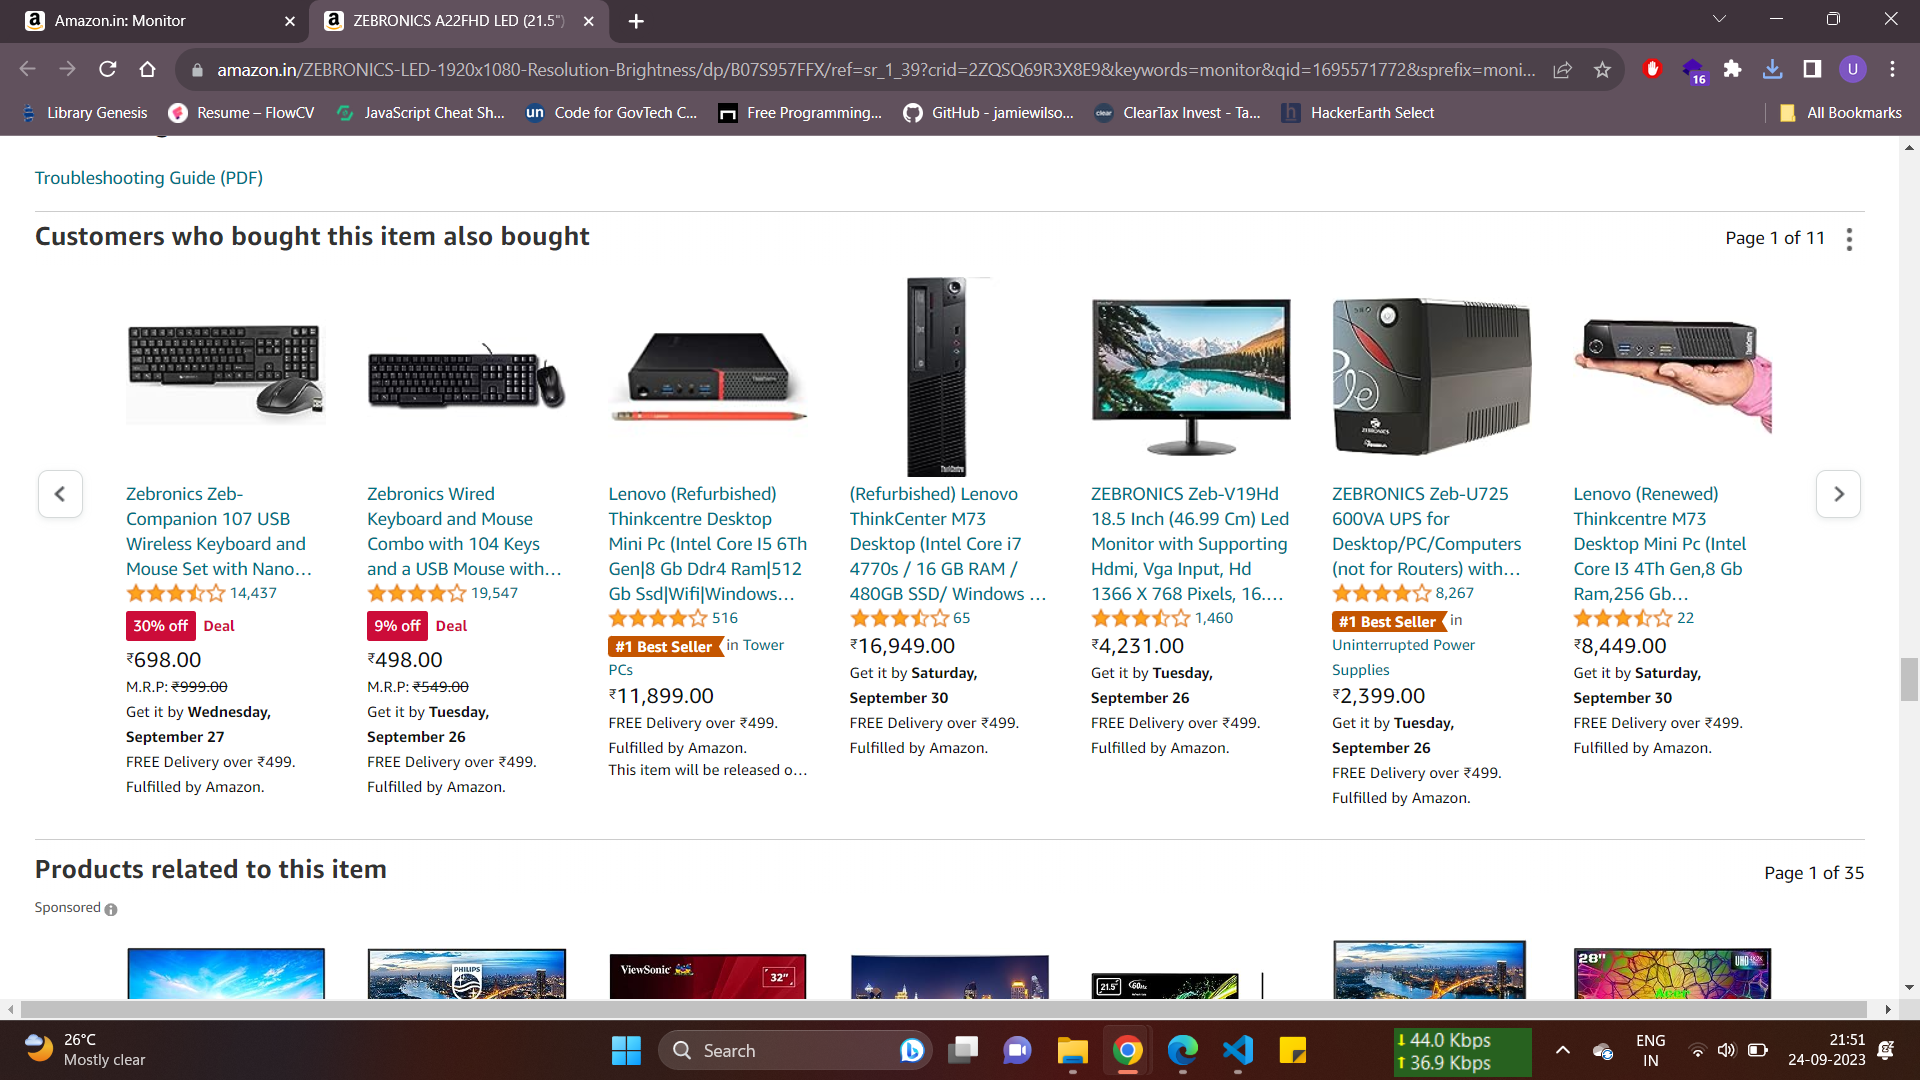 Amazon.in: Monitor
ZEBRONICS A22FHD LED (21.5")
amazon.in/ZEBRONICS-LED-1920x1080-Resolution-Brightness/dp/B07S957FFX/ref=sr_1_39?crid=2ZQSQ69R3X8E9&keywords=monitor&qid=1695571772&sprefix=moni...
16
U
Library Genesis
Resume – FlowCV
JavaScript Cheat Sh...
un
Code for GovTech C...
Free Programming...
GitHub - jamiewilso...
clear
ClearTax Invest - Ta...
h
HackerEarth Select
All Bookmarks
Troubleshooting Guide (PDF)
Customers who bought this item also bought
Page 1 of 11
Zebronics Zeb-
Companion 107 USB
Wireless Keyboard and
Mouse Set with Nano...
14,437
30% off Deal
₹698.00
M.R.P: ₹999.00
Get it by Wednesday,
September 27
FREE Delivery over ₹499.
Fulfilled by Amazon.
Zebronics Wired
Keyboard and Mouse
Combo with 104 Keys
and a USB Mouse with...
19,547
9% off Deal
₹498.00
M.R.P: ₹549.00
Get it by Tuesday,
September 26
FREE Delivery over ₹499.
Fulfilled by Amazon.
Lenovo (Refurbished)
Thinkcentre Desktop
Mini Pc (Intel Core I5 6Th
Gen|8 Gb Ddr4 Ram|512
Gb Ssd|Wifi|Windows...
516
#1 Best Seller in Tower
PCs
₹11,899.00
FREE Delivery over ₹499.
Fulfilled by Amazon.
This item will be released o...
ThinkCentre
(Refurbished) Lenovo
ThinkCenter M73
Desktop (Intel Core i7
4770s / 16 GB RAM /
480GB SSD/ Windows ...
65
₹16,949.00
Get it by Saturday,
September 30
FREE Delivery over ₹499.
Fulfilled by Amazon.
ZEBRONICS Zeb-V19Hd
18.5 Inch (46.99 Cm) Led
Monitor with Supporting
Hdmi, Vga Input, Hd
1366 X 768 Pixels, 16....
1,460
₹4,231.00
Get it by Tuesday,
September 26
FREE Delivery over ₹499.
Fulfilled by Amazon.
ZEBRONICS
ZEBRONICS Zeb-U725
600VA UPS for
Desktop/PC/Computers
(not for Routers) with...
8,267
#1 Best Seller in
Uninterrupted Power
Supplies
₹2,399.00
Get it by Tuesday,
September 26
FREE Delivery over ₹499.
Fulfilled by Amazon.
Lenovo (Renewed)
Thinkcentre M73
Desktop Mini Pc (Intel
Core I3 4Th Gen,8 Gb
Ram,256 Gb...
22
₹8,449.00
Get it by Saturday,
September 30
FREE Delivery over ₹499.
Fulfilled by Amazon.
Products related to this item
Page 1 of 35
Sponsored
PHILIPS
ViewSonic
32"
21.5"
60Hz
28"
UHD
Acer
26°C
Mostly clear
Search
44.0 Kbps
36.9 Kbps
ENG
IN
21:51
24-09-2023